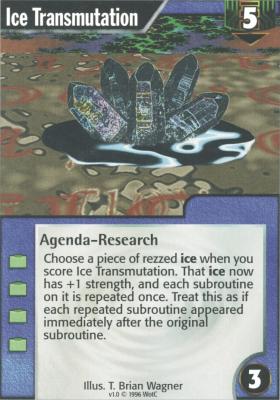 Ice Transmutation
5
Agenda-Research
Choose a piece of rezzed ice when you
score Ice Transmutation. That ice now
has +1 strength, and each subroutine
on it is repeated once. Treat this as if
each repeated subroutine appeared
immediately after the original
subroutine.
3
Illus. T. Brian Wagner
v1.0 © 1996 WotC